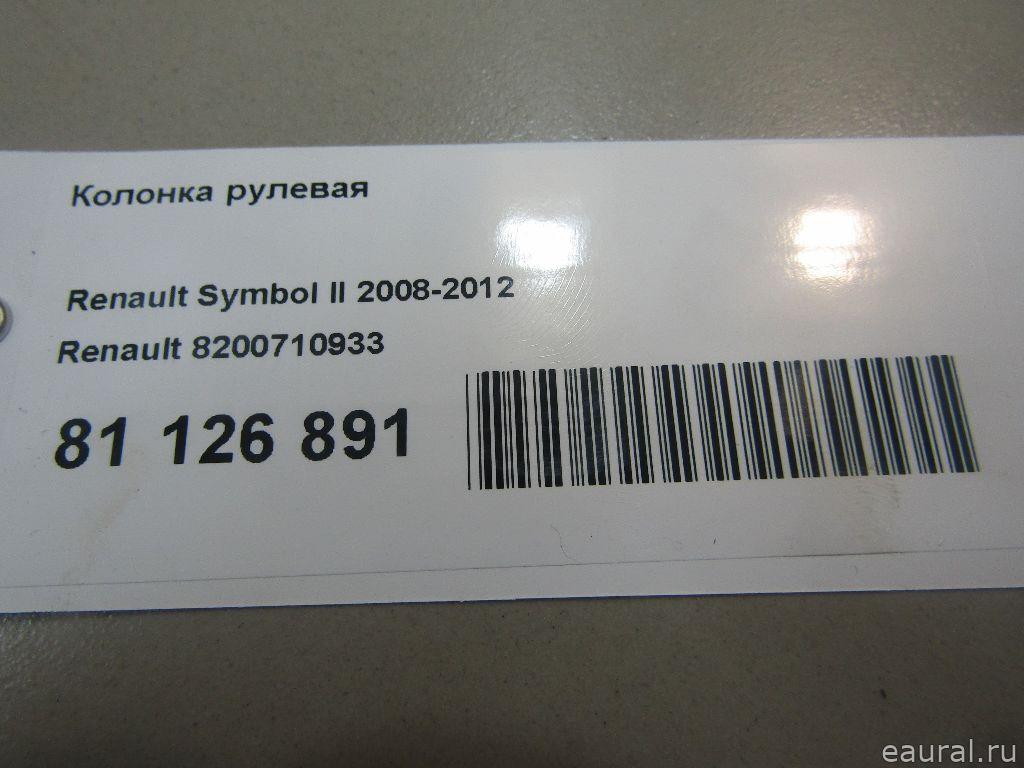 Колонка рулевая
Renault Symbol II 2008-2012
Renault 8200710933
81 126 891
eaural.ru